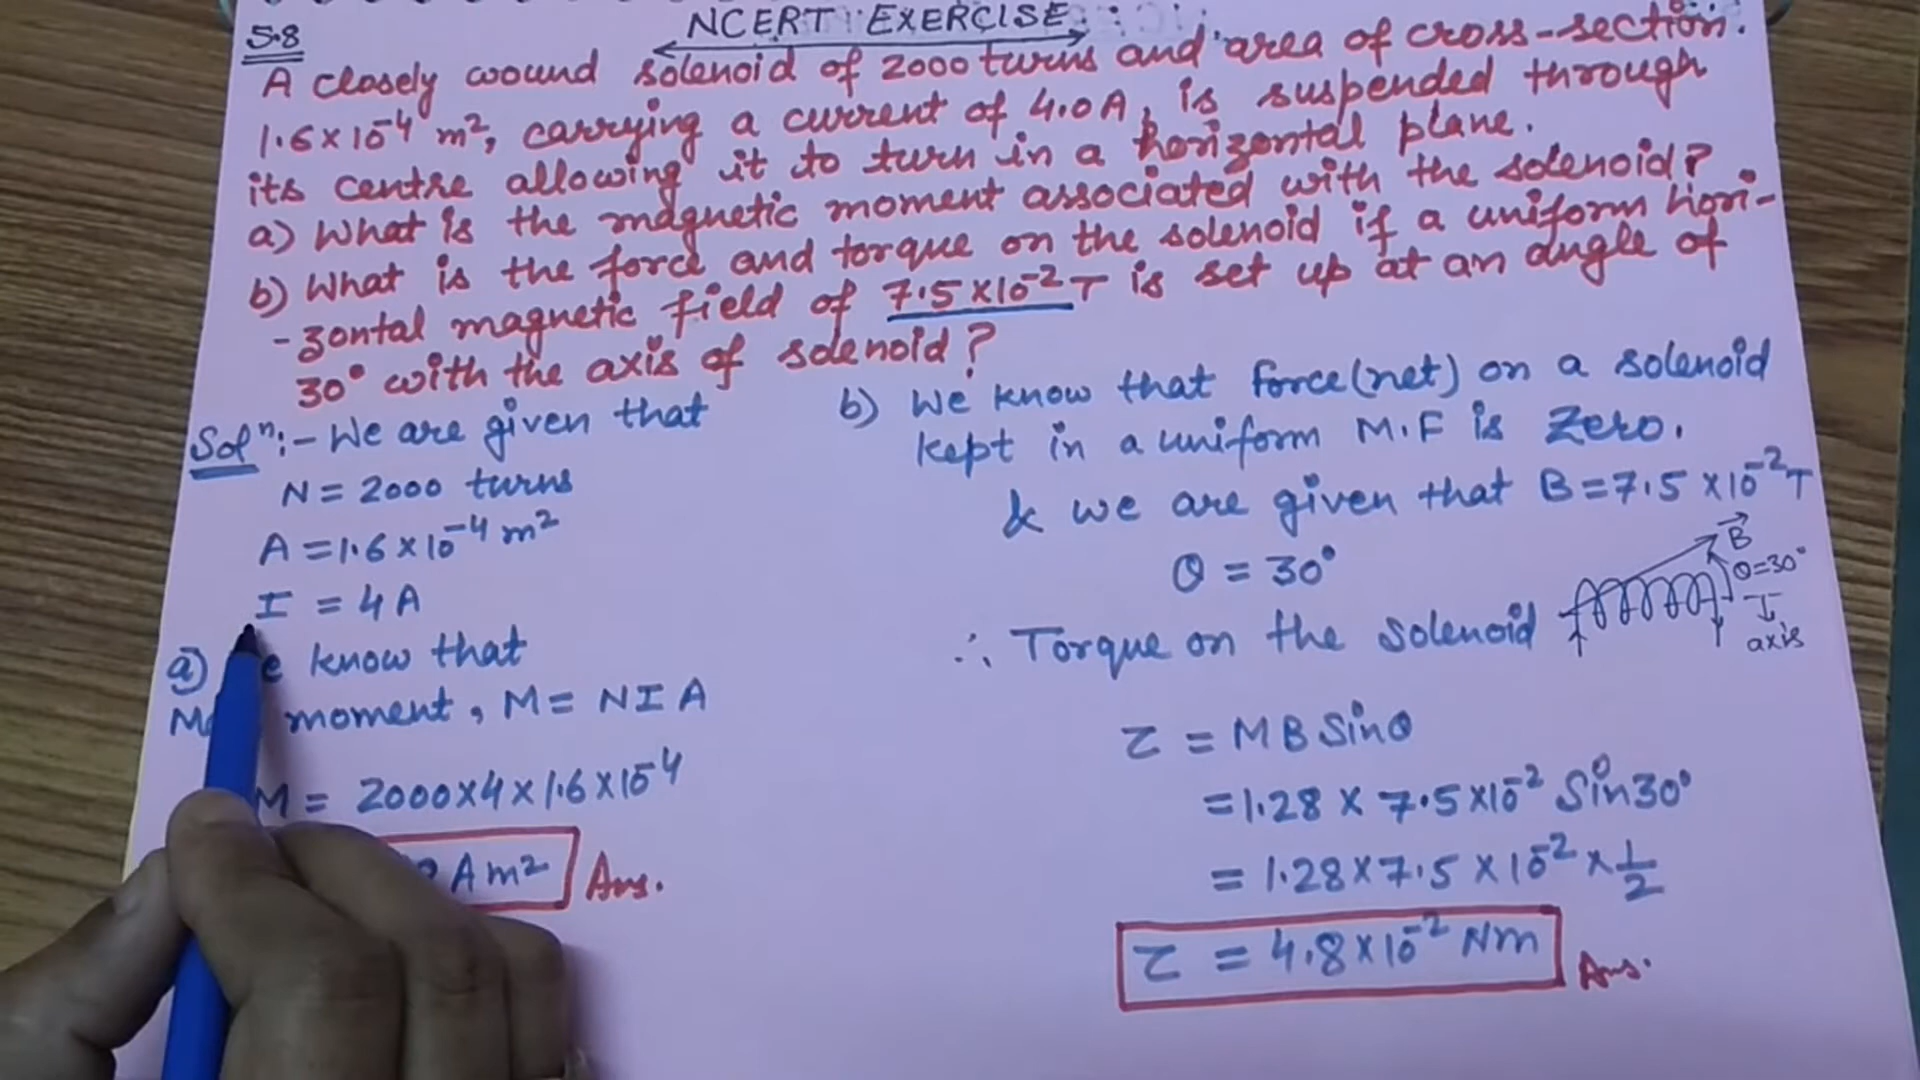 NCERT EXERCISE
5.8
A closely wound solenoid of 2000 turns and area of cross-section.
1.6×10⁻⁴ m², carrying a current of 4.0A, is suspended through
its centre allowing it to turn in a horizontal plane.
a) What is the magnetic moment associated with the solenoid?
b) What is the force and torque on the solenoid if a uniform hori-
-zontal magnetic field of 7.5×10⁻² T is set up at an angle of
30° with the axis of solenoid?
Solⁿ:- We are given that
N = 2000 turns
A = 1.6×10⁻⁴ m²
I = 4 A
a) know that
moment, M = NIA
M = 2000×4×1.6×10⁻⁴
Am² Ans.
b) We know that force(net) on a solenoid
kept in a uniform M.F is Zero.
& we are given that B = 7.5 ×10⁻² T
θ = 30°
B⃗
θ=30°
axis
∴ Torque on the solenoid
τ = MB Sinθ
= 1.28 × 7.5×10⁻² Sin30°
= 1.28×7.5×10⁻² × 1/2
τ = 4.8×10⁻² Nm Ans.